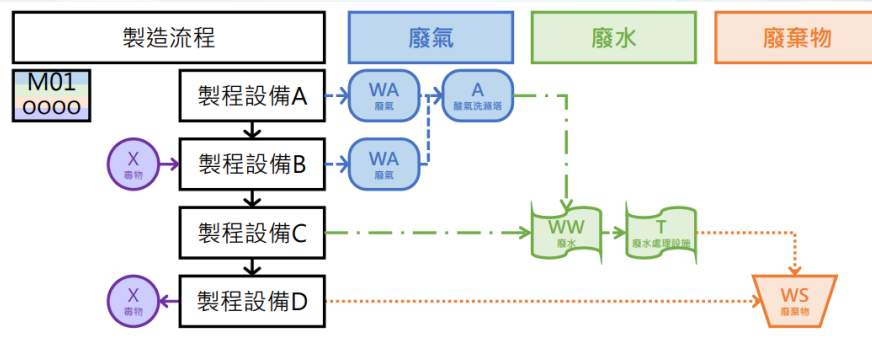 製造流程
廢氣
廢水
廢棄物
M01
oooo
製程設備A
WA
廢氣
A
酸氣洗滌塔
X
毒物
製程設備B
WA
廢氣
製程設備C
WW
廢水
T
廢水處理設施
X
毒物
製程設備D
WS
廢棄物